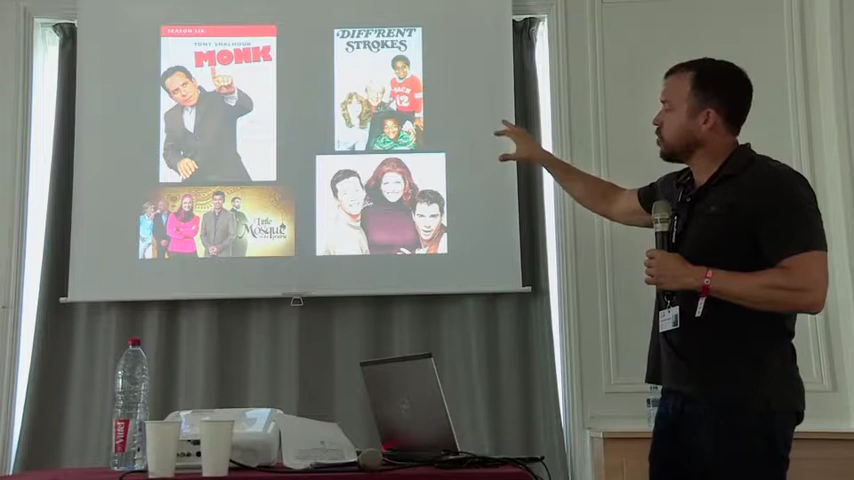 SEASON SIX
TONY SHALHOUB
MONK
DIFF'RENT
STROKES
Little
Mosque
Vittel